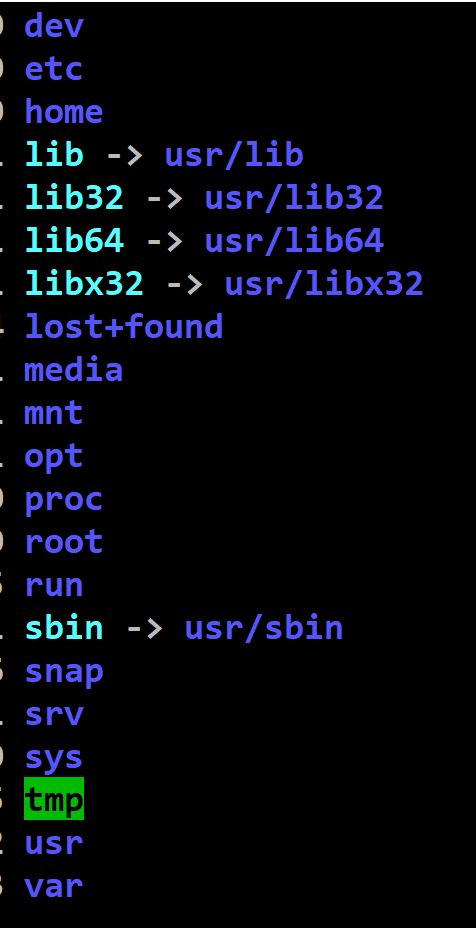 dev
etc
home
lib -> usr/lib
lib32 -> usr/lib32
lib64 -> usr/lib64
libx32 -> usr/libx32
lost+found
media
mnt
opt
proc
root
run
sbin -> usr/sbin
snap
srv
sys
tmp
usr
var